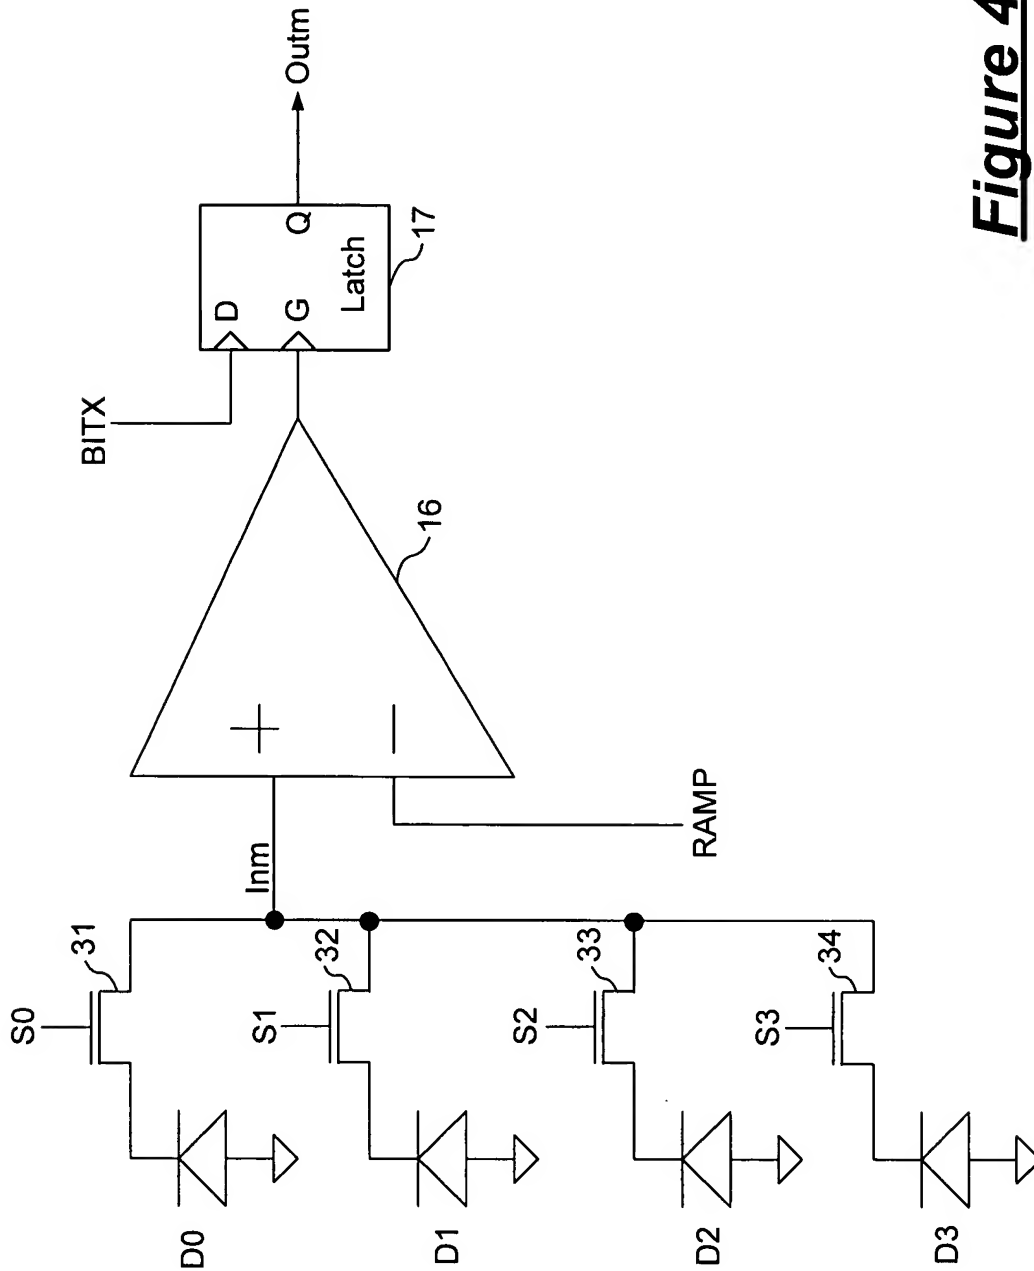 S0
31
D0
S1
32
D1
S2
33
D2
S3
34
D3
Inm
RAMP
+
−
16
BITX
D
G
Q
Latch
17
Outm
Figure 4